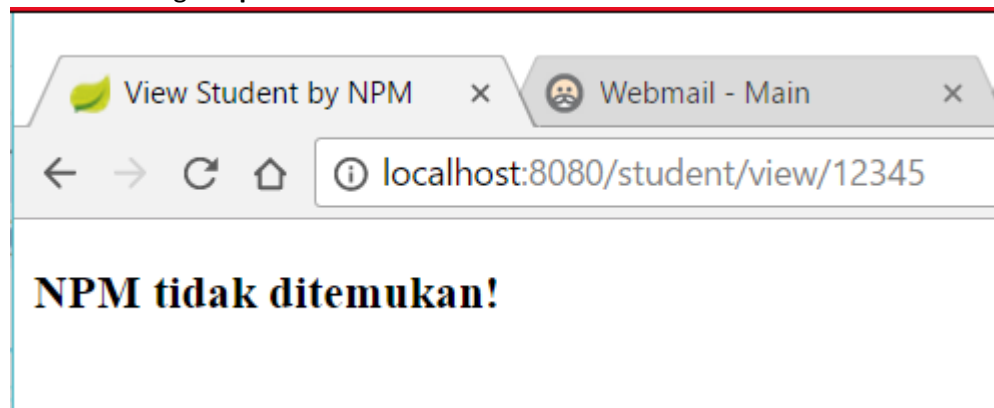 View Student by NPM
Webmail - Main
localhost:8080/student/view/12345
NPM tidak ditemukan!